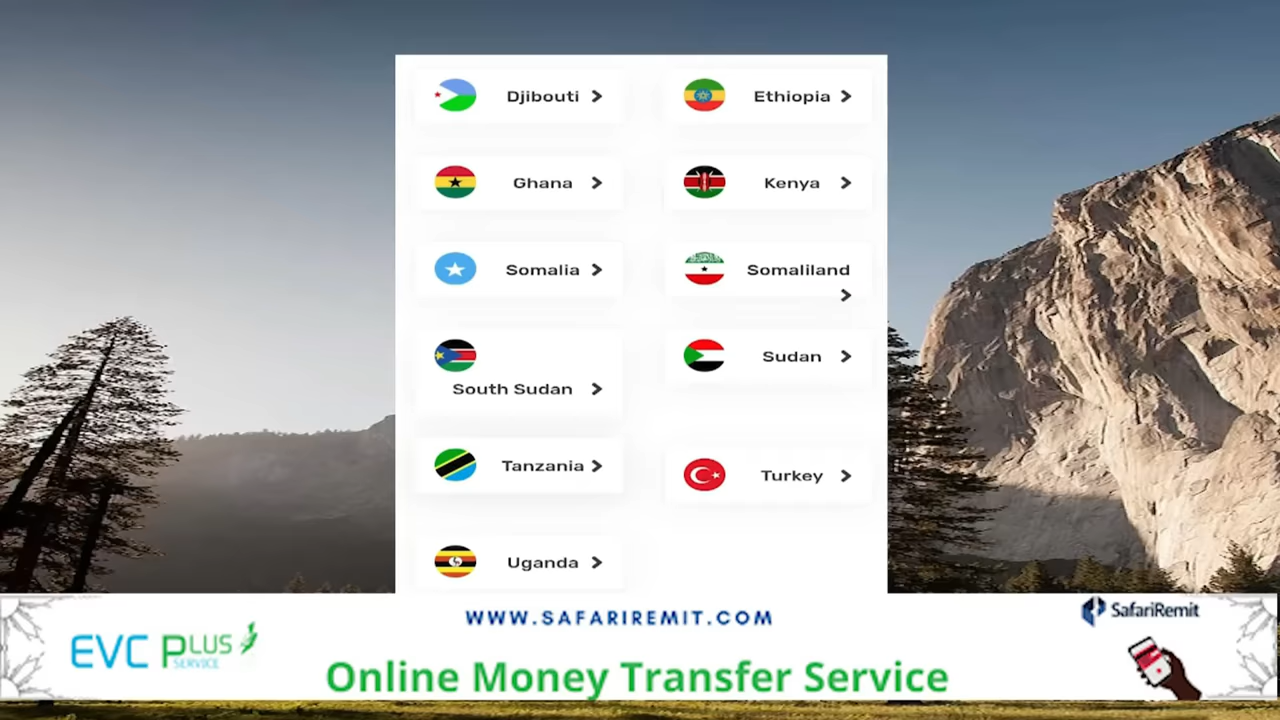 Djibouti
Ethiopia
Ghana
Kenya
Somalia
Somaliland
South Sudan
Sudan
Tanzania
Turkey
Uganda
WWW.SAFARIREMIT.COM
SafariRemit
EVC PLUS
SERVICE
Online Money Transfer Service